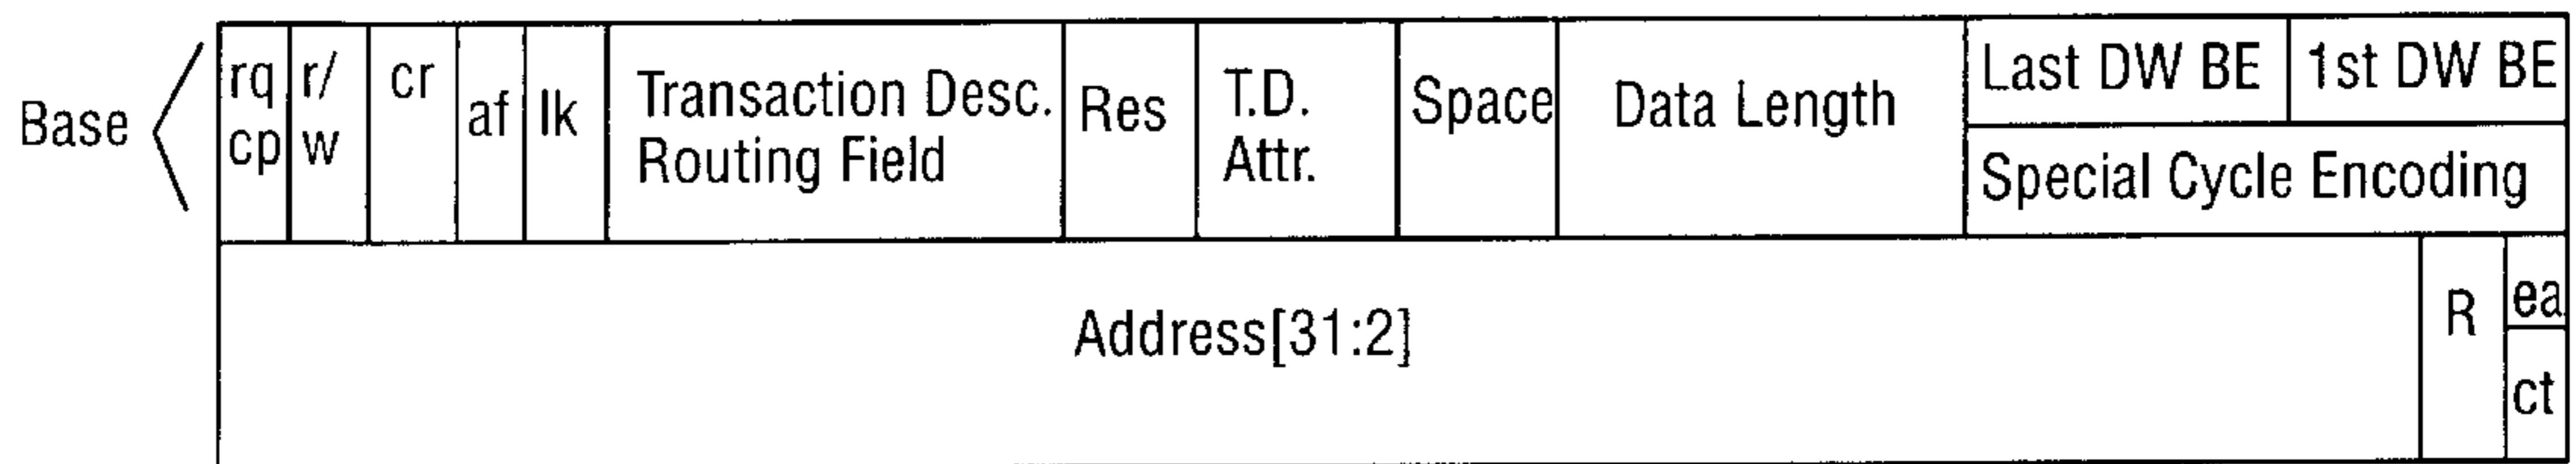 Base
rq
cp
r/
w
cr
af
lk
Transaction Desc.
Routing Field
Res
T.D.
Attr.
Space
Data Length
Last DW BE
1st DW BE
Special Cycle Encoding
Address[31:2]
R
ea
ct